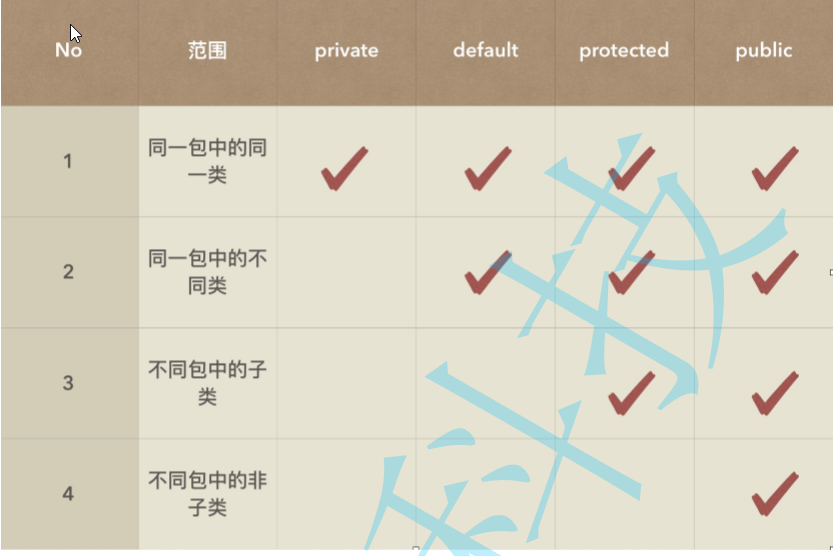 No 范围 private default protected public
1 同一包中的同
一类
2 同一包中的不
同类
3 不同包中的子
类
4 不同包中的非
子类
科技